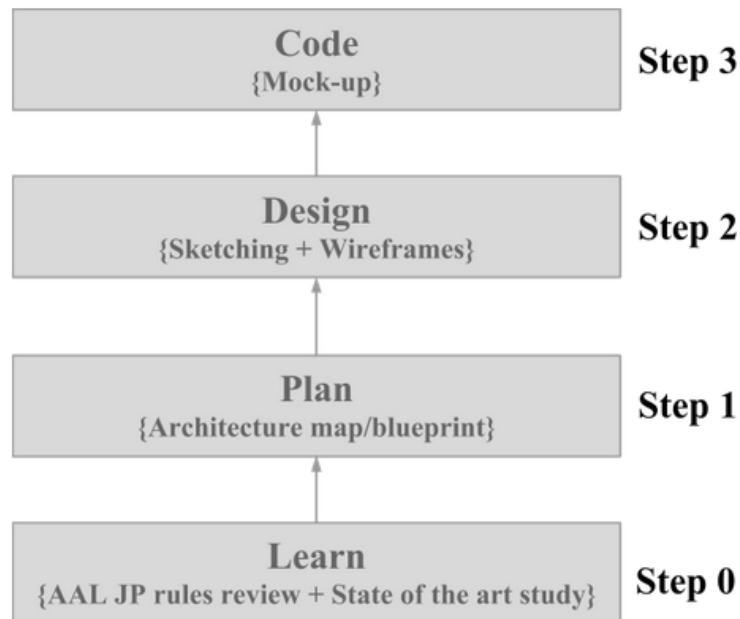 Code
{Mock-up}
Step 3
Design
{Sketching + Wireframes}
Step 2
Plan
{Architecture map/blueprint}
Step 1
Learn
{AAL JP rules review + State of the art study}
Step 0